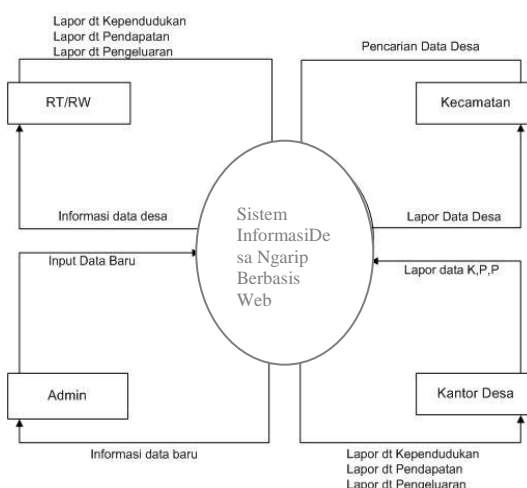 Lapor dt Kependudukan
Lapor dt Pendapatan
Lapor dt Pengeluaran
Pencarian Data Desa
RT/RW
Kecamatan
Informasi data desa
Lapor Data Desa
Sistem
InformasiDe
sa Ngarip
Berbasis
Web
Input Data Baru
Lapor data K,P,P
Admin
Kantor Desa
Informasi data baru
Lapor dt Kependudukan
Lapor dt Pendapatan
Lapor dt Pengeluaran